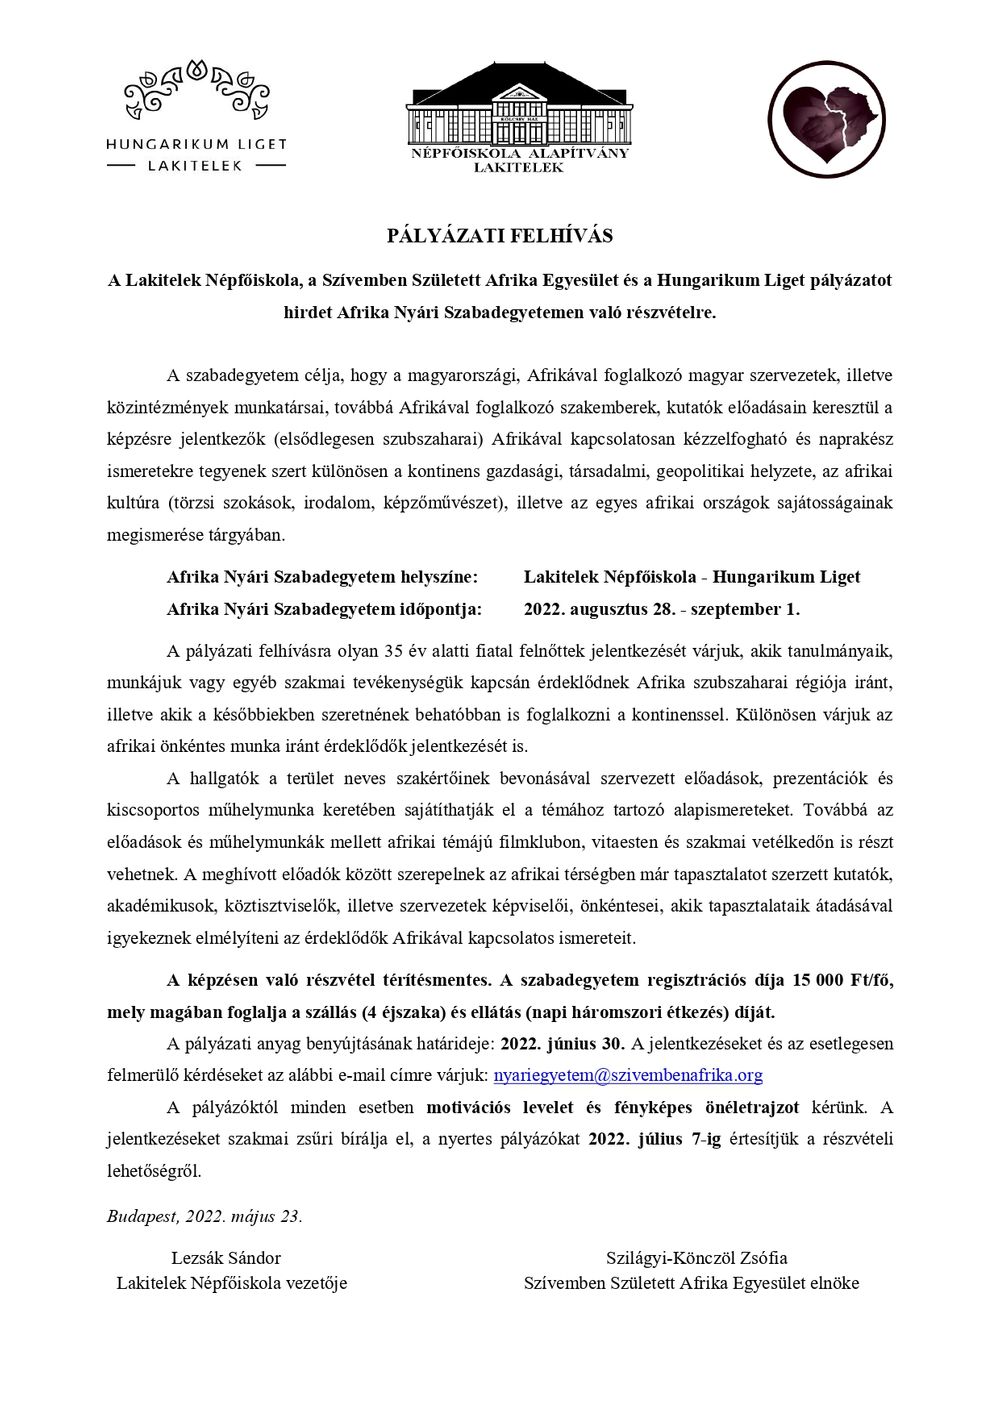 HUNGARIKUM LIGET
LAKITELEK
KÖLCSEY HÁZ
NÉPFŐISKOLA ALAPÍTVÁNY
LAKITELEK
PÁLYÁZATI FELHÍVÁS
A Lakitelek Népfőiskola, a Szívemben Született Afrika Egyesület és a Hungarikum Liget pályázatot
hirdet Afrika Nyári Szabadegyetemen való részvételre.
A szabadegyetem célja, hogy a magyarországi, Afrikával foglalkozó magyar szervezetek, illetve
közintézmények munkatársai, továbbá Afrikával foglalkozó szakemberek, kutatók előadásain keresztül a
képzésre jelentkezők (elsődlegesen szubszaharai) Afrikával kapcsolatosan kézzelfogható és naprakész
ismeretekre tegyenek szert különösen a kontinens gazdasági, társadalmi, geopolitikai helyzete, az afrikai
kultúra (törzsi szokások, irodalom, képzőművészet), illetve az egyes afrikai országok sajátosságainak
megismerése tárgyában.
Afrika Nyári Szabadegyetem helyszíne: Lakitelek Népfőiskola - Hungarikum Liget
Afrika Nyári Szabadegyetem időpontja: 2022. augusztus 28. - szeptember 1.
A pályázati felhívásra olyan 35 év alatti fiatal felnőttek jelentkezését várjuk, akik tanulmányaik,
munkájuk vagy egyéb szakmai tevékenységük kapcsán érdeklődnek Afrika szubszaharai régiója iránt,
illetve akik a későbbiekben szeretnének behatóbban is foglalkozni a kontinenssel. Különösen várjuk az
afrikai önkéntes munka iránt érdeklődők jelentkezését is.
A hallgatók a terület neves szakértőinek bevonásával szervezett előadások, prezentációk és
kiscsoportos műhelymunka keretében sajátíthatják el a témához tartozó alapismereteket. Továbbá az
előadások és műhelymunkák mellett afrikai témájú filmklubon, vitaesten és szakmai vetélkedőn is részt
vehetnek. A meghívott előadók között szerepelnek az afrikai térségben már tapasztalatot szerzett kutatók,
akadémikusok, köztisztviselők, illetve szervezetek képviselői, önkéntesei, akik tapasztalataik átadásával
igyekeznek elmélyíteni az érdeklődők Afrikával kapcsolatos ismereteit.
A képzésen való részvétel térítésmentes. A szabadegyetem regisztrációs díja 15 000 Ft/fő,
mely magában foglalja a szállás (4 éjszaka) és ellátás (napi háromszori étkezés) díját.
A pályázati anyag benyújtásának határideje: 2022. június 30. A jelentkezéseket és az esetlegesen
felmerülő kérdéseket az alábbi e-mail címre várjuk: nyariegyetem@szivembenafrika.org
A pályázóktól minden esetben motivációs levelet és fényképes önéletrajzot kérünk. A
jelentkezéseket szakmai zsűri bírálja el, a nyertes pályázókat 2022. július 7-ig értesítjük a részvételi
lehetőségről.
Budapest, 2022. május 23.
Lezsák Sándor Szilágyi-Könczöl Zsófia
Lakitelek Népfőiskola vezetője Szívemben Született Afrika Egyesület elnöke